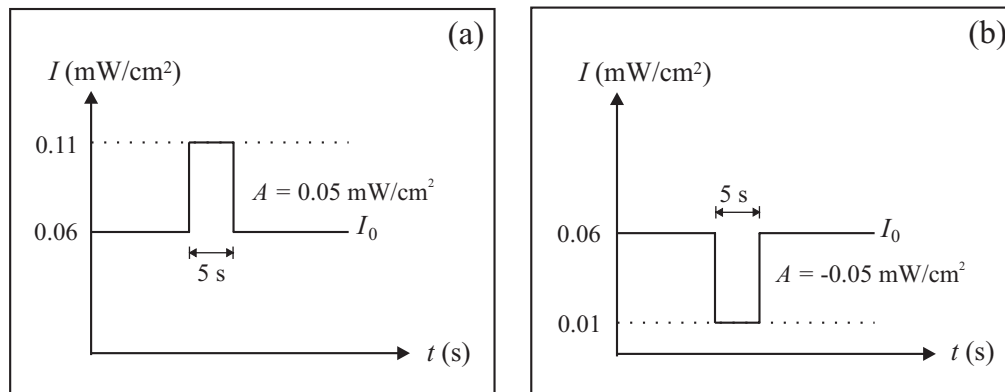 (a)
I (mW/cm²)
0.11
A = 0.05 mW/cm²
0.06
I₀
5 s
t (s)
(b)
I (mW/cm²)
5 s
0.06
I₀
A = -0.05 mW/cm²
0.01
t (s)